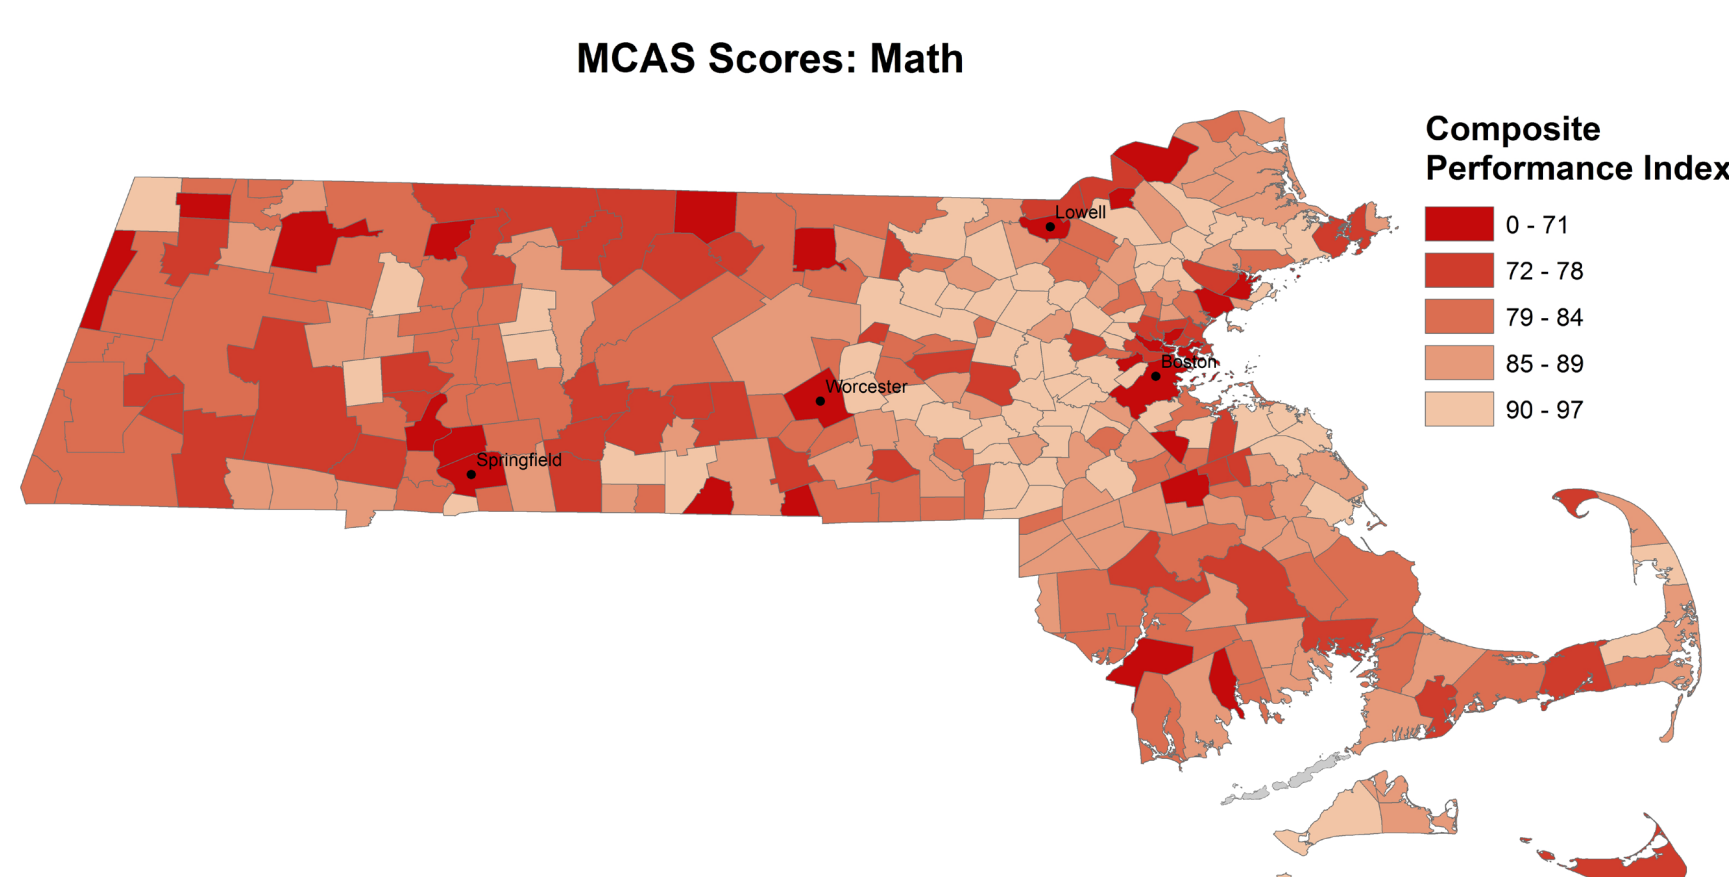 MCAS Scores: Math
Composite
Performance Index
0 - 71
72 - 78
79 - 84
85 - 89
90 - 97
Lowell
Boston
Worcester
Springfield